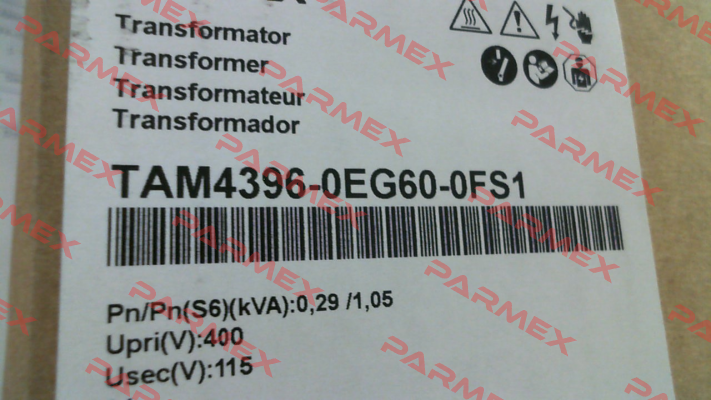 Transformator
Transformer
Transformateur
Transformador
TAM4396-0EG60-0FS1
Pn/Pn(S6)(kVA):0,29 /1,05
Upri(V):400
Usec(V):115
PARMEX